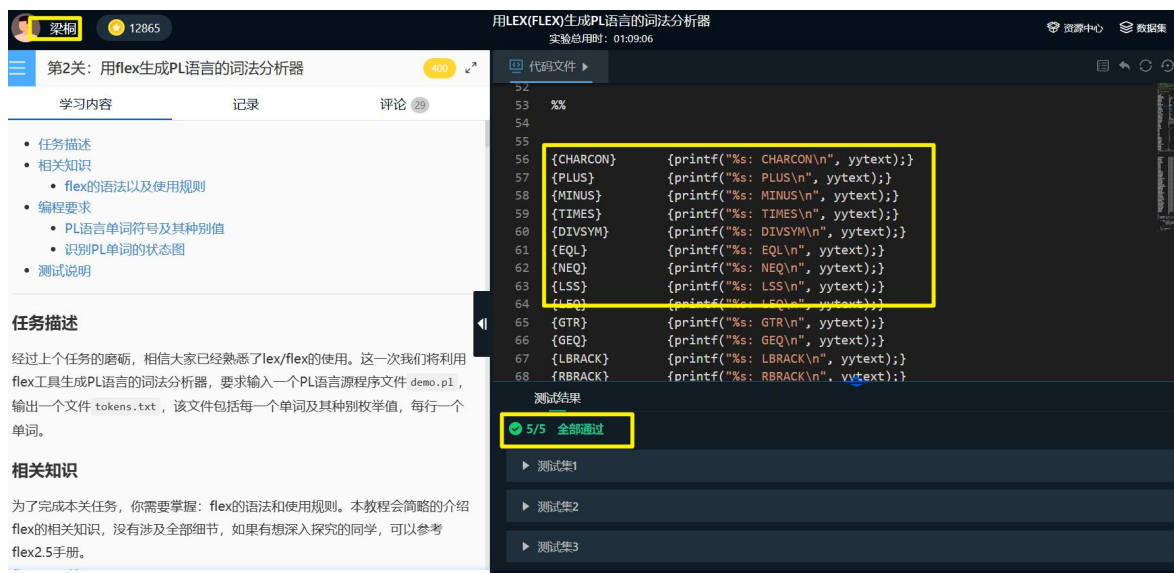 梁桐
12865
用LEX(FLEX)生成PL语言的词法分析器
实验总用时：01:09:06
资源中心
数据集
第2关：用flex生成PL语言的词法分析器
400
学习内容 记录 评论 29
任务描述
相关知识
flex的语法以及使用规则
编程要求
PL语言单词符号及其种别值
识别PL单词的状态图
测试说明
任务描述
经过上个任务的磨砺，相信大家已经熟悉了lex/flex的使用。这一次我们将利用
flex工具生成PL语言的词法分析器，要求输入一个PL语言源程序文件 demo.pl ，
输出一个文件 tokens.txt ，该文件包括每一个单词及其种别枚举值，每行一个
单词。
相关知识
为了完成本关任务，你需要掌握：flex的语法和使用规则。本教程会简略的介绍
flex的相关知识，没有涉及全部细节，如果有想深入探究的同学，可以参考
flex2.5手册。
代码文件
52
53 %%
54
55
56 {CHARCON} {printf("%s: CHARCON\n", yytext);}
57 {PLUS} {printf("%s: PLUS\n", yytext);}
58 {MINUS} {printf("%s: MINUS\n", yytext);}
59 {TIMES} {printf("%s: TIMES\n", yytext);}
60 {DIVSYM} {printf("%s: DIVSYM\n", yytext);}
61 {EQL} {printf("%s: EQL\n", yytext);}
62 {NEQ} {printf("%s: NEQ\n", yytext);}
63 {LSS} {printf("%s: LSS\n", yytext);}
64 {LEQ} {printf("%s: LEQ\n", yytext);}
65 {GTR} {printf("%s: GTR\n", yytext);}
66 {GEQ} {printf("%s: GEQ\n", yytext);}
67 {LBRACK} {printf("%s: LBRACK\n", yytext);}
68 {RBRACK} {printf("%s: RBRACK\n", yytext);}
测试结果
5/5 全部通过
测试集1
测试集2
测试集3